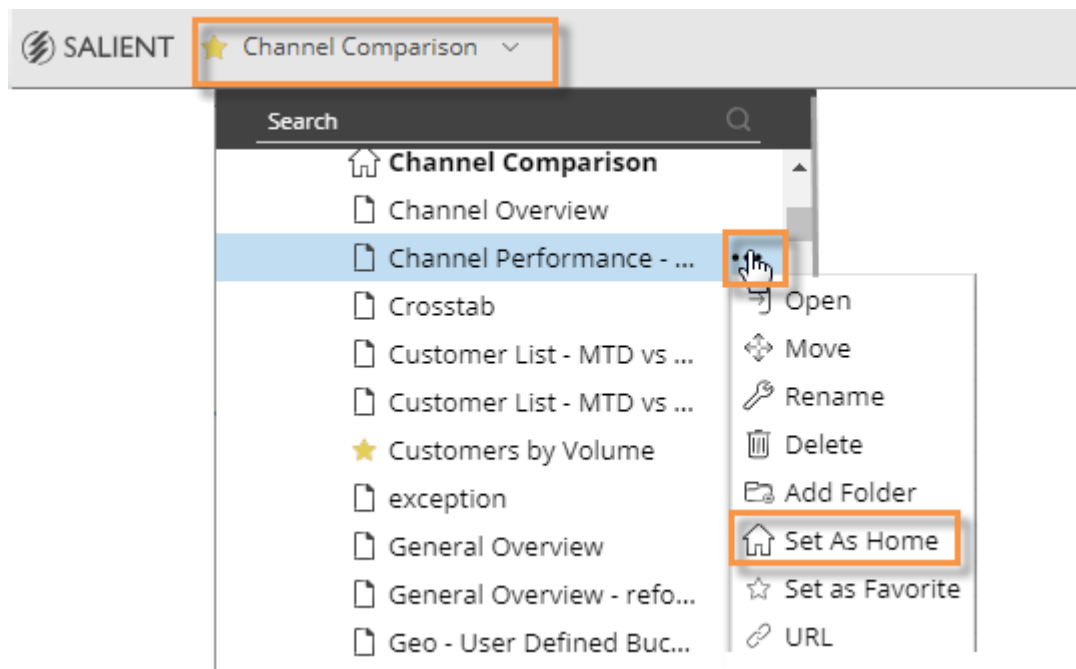 SALIENT
Channel Comparison
Search
Channel Comparison
Channel Overview
Channel Performance - ...
Open
Crosstab
Move
Customer List - MTD vs ...
Rename
Customer List - MTD vs ...
Delete
Customers by Volume
Add Folder
exception
Set As Home
General Overview
Set as Favorite
General Overview - refo...
URL
Geo - User Defined Buc...